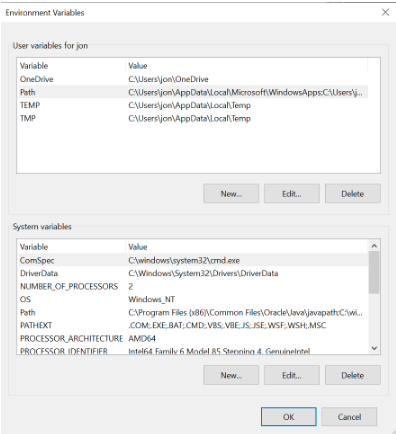 Environment Variables
User variables for jon
Variable Value
OneDrive C:\Users\jon\OneDrive
Path C:\Users\jon\AppData\Local\Microsoft\WindowsApps;C:\Users\j...
TEMP C:\Users\jon\AppData\Local\Temp
TMP C:\Users\jon\AppData\Local\Temp
New... Edit... Delete
System variables
Variable Value
ComSpec C:\windows\system32\cmd.exe
DriverData C:\Windows\System32\Drivers\DriverData
NUMBER_OF_PROCESSORS 2
OS Windows_NT
Path C:\Program Files (x86)\Common Files\Oracle\Java\javapath;C:\wi...
PATHEXT .COM;.EXE;.BAT;.CMD;.VBS;.VBE;.JS;.JSE;.WSF;.WSH;.MSC
PROCESSOR_ARCHITECTURE AMD64
PROCESSOR_IDENTIFIER Intel64 Family 6 Model 85 Stepping 4, GenuineIntel
New... Edit... Delete
OK Cancel